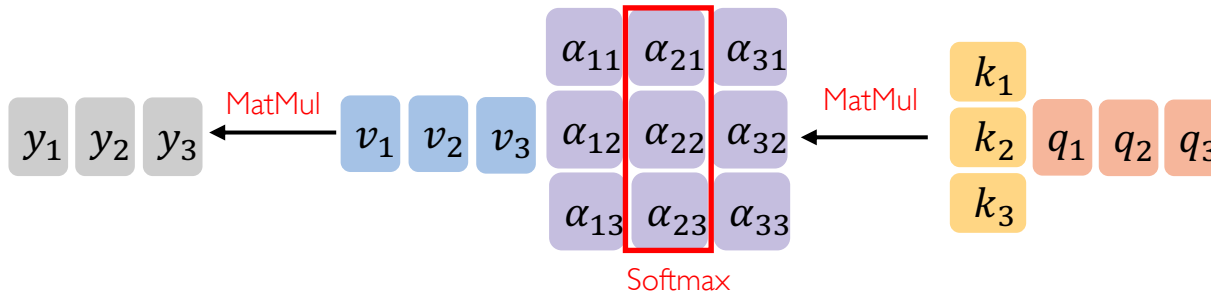 α₁₁ α₂₁ α₃₁
k₁
MatMul
MatMul
y₁ y₂ y₃
v₁ v₂ v₃
α₁₂ α₂₂ α₃₂
k₂
q₁ q₂ q₃
α₁₃ α₂₃ α₃₃
k₃
Softmax